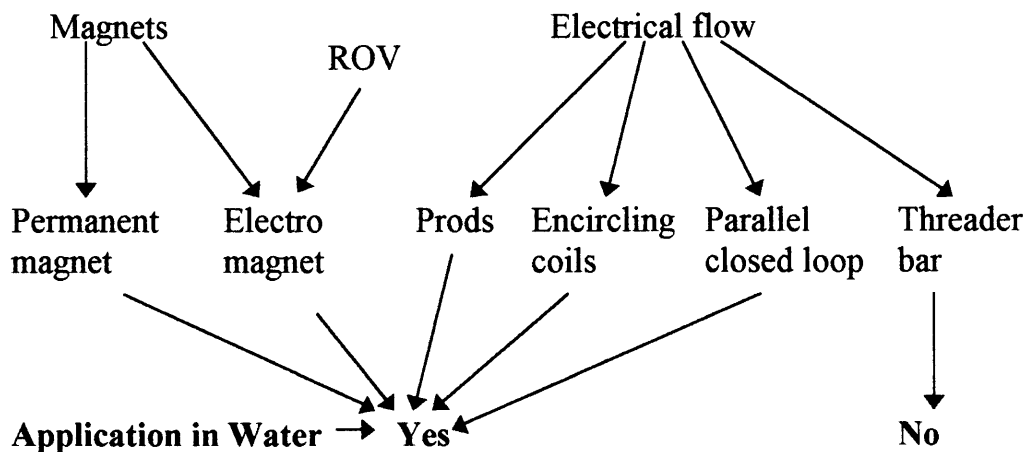 Magnets
ROV
Electrical flow
Permanent
magnet
Electro
magnet
Prods
Encircling
coils
Parallel
closed loop
Threader
bar
Application in Water
Yes
No